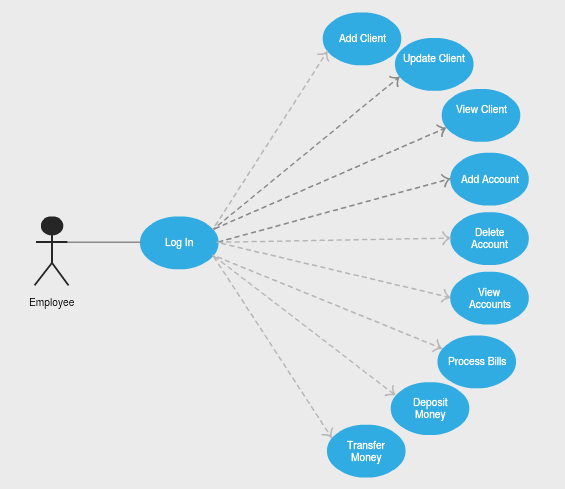 Add Client
Update Client
View Client
Add Account
Log In
Delete
Account
Employee
View
Accounts
Process Bills
Deposit
Money
Transfer
Money